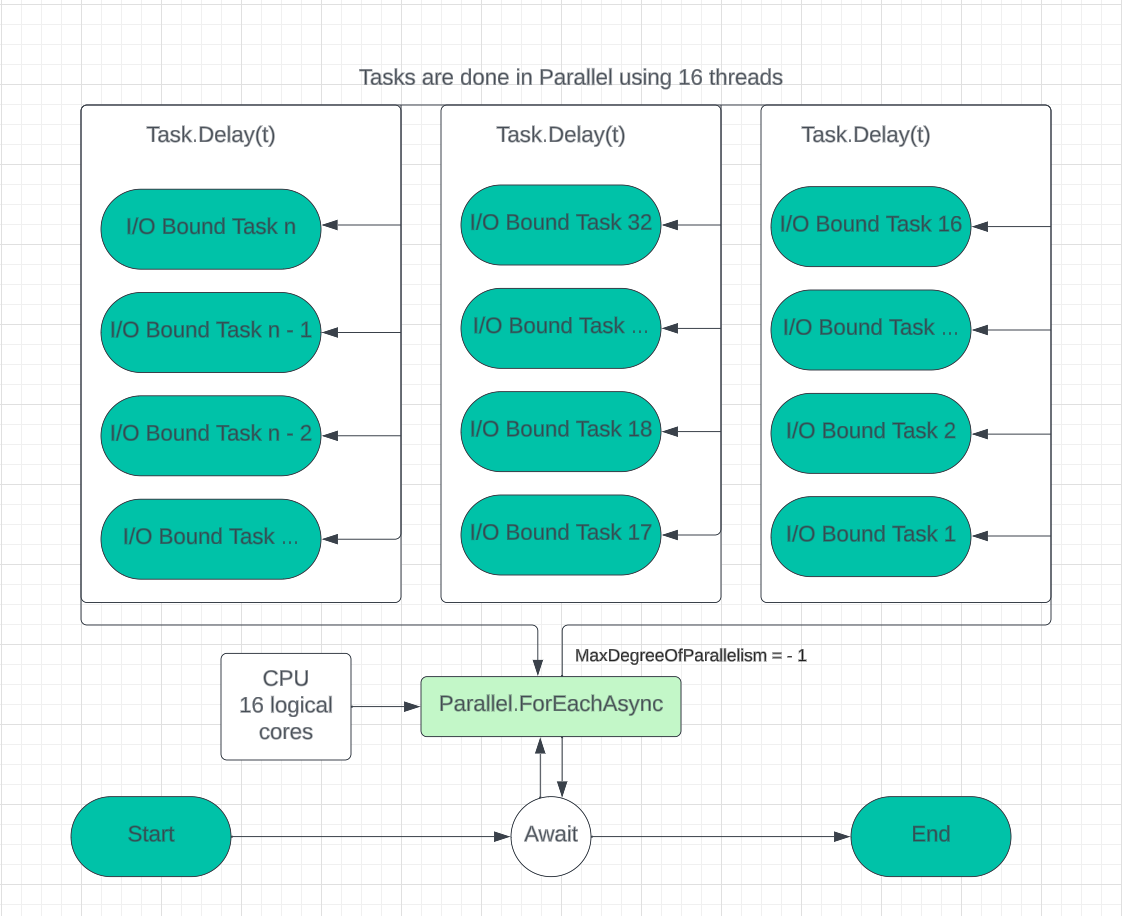 Tasks are done in Parallel using 16 threads
Task.Delay(t)
I/O Bound Task n
I/O Bound Task n - 1
I/O Bound Task n - 2
I/O Bound Task ...
Task.Delay(t)
I/O Bound Task 32
I/O Bound Task ...
I/O Bound Task 18
I/O Bound Task 17
Task.Delay(t)
I/O Bound Task 16
I/O Bound Task ...
I/O Bound Task 2
I/O Bound Task 1
MaxDegreeOfParallelism = - 1
CPU
16 logical
cores
Parallel.ForEachAsync
Start
Await
End